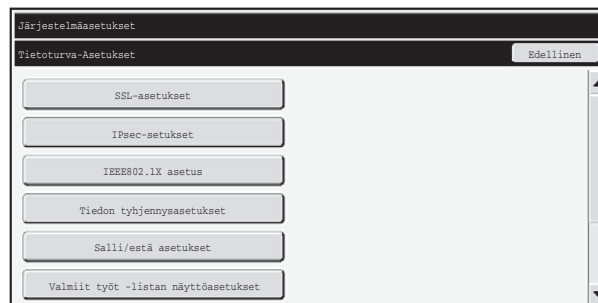 Järjestelmäasetukset
Tietoturva-Asetukset
Edellinen
SSL-asetukset
IPsec-setukset
IEEE802.1X asetus
Tiedon tyhjennysasetukset
Salli/estä asetukset
Valmiit työt -listan näyttöasetukset